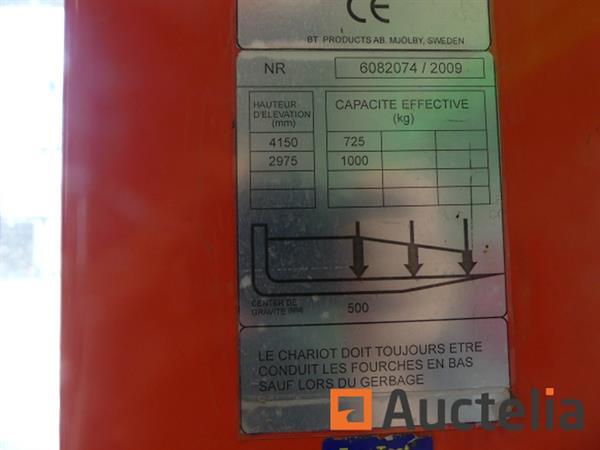 CE
BT PRODUCTS AB. MJÖLBY, SWEDEN
NR 6082074 / 2009
HAUTEUR D'ELEVATION (mm)
CAPACITE EFFECTIVE (kg)
4150 725
2975 1000
CENTER DE GRAVITE (MM) 500
LE CHARIOT DOIT TOUJOURS ETRE
CONDUIT LES FOURCHES EN BAS
SAUF LORS DU GERBAGE
Auctelia